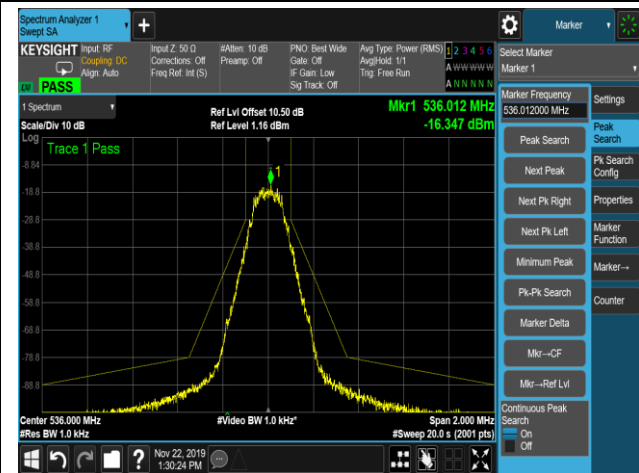 Spectrum Analyzer 1
Swept SA
Marker
KEYSIGHT
PASS
Input: RF
Coupling: DC
Align: Auto
Input Z: 50 Ω
Corrections: Off
Freq Ref: Int (S)
#Atten: 10 dB
Preamp: Off
PNO: Best Wide
Gate: Off
IF Gain: Low
Sig Track: Off
Avg Type: Power (RMS)
Avg|Hold: 1/1
Trig: Free Run
1 2 3 4 5 6
A W W W W W
A N N N N N
Select Marker
Marker 1
1 Spectrum
Scale/Div 10 dB
Ref Lvl Offset 10.50 dB
Ref Level 1.16 dBm
Mkr1 536.012 MHz
-16.347 dBm
Log
Trace 1 Pass
1
-8.84
-18.8
-28.8
-38.8
-48.8
-58.8
-68.8
-78.8
-88.8
Center 536.000 MHz
#Res BW 1.0 kHz
#Video BW 1.0 kHz*
Span 2.000 MHz
#Sweep 20.0 s (2001 pts)
Marker Frequency
536.012000 MHz
Peak Search
Next Peak
Next Pk Right
Next Pk Left
Minimum Peak
Pk-Pk Search
Marker Delta
Mkr→CF
Mkr→Ref Lvl
Continuous Peak
Search
On
Off
Settings
Peak
Search
Pk Search
Config
Properties
Marker
Function
Marker→
Counter
Nov 22, 2019
1:30:24 PM